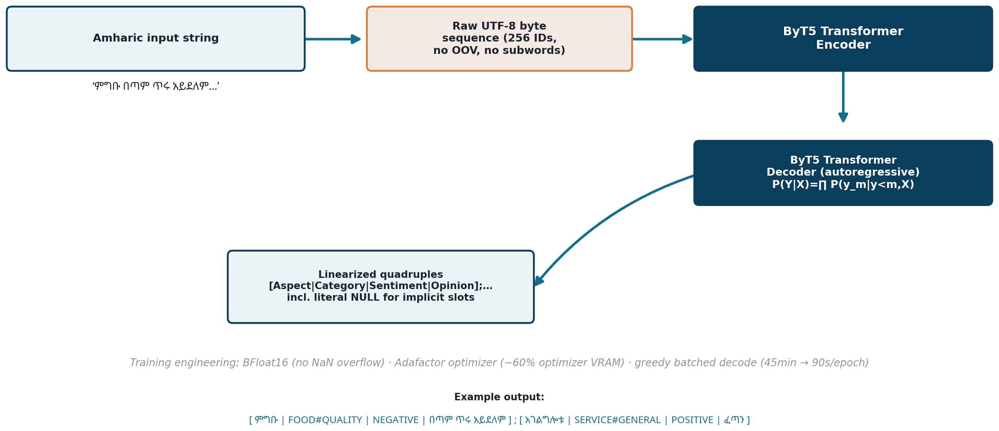 Amharic input string
Raw UTF-8 byte
sequence (256 IDs,
no OOV, no subwords)
ByT5 Transformer
Encoder
‘ምግቡ በጣም ጥሩ አይደለም…’
ByT5 Transformer
Decoder (autoregressive)
P(Y|X)=∏ P(y_m|y<m,X)
Linearized quadruples
[Aspect|Category|Sentiment|Opinion];…
incl. literal NULL for implicit slots
Training engineering: BFloat16 (no NaN overflow) · Adafactor optimizer (−60% optimizer VRAM) · greedy batched decode (45min → 90s/epoch)
Example output:
[ ምግቡ | FOOD#QUALITY | NEGATIVE | በጣም ጥሩ አይደለም ] ; [ አገልግሎቱ | SERVICE#GENERAL | POSITIVE | ፈጣን ]